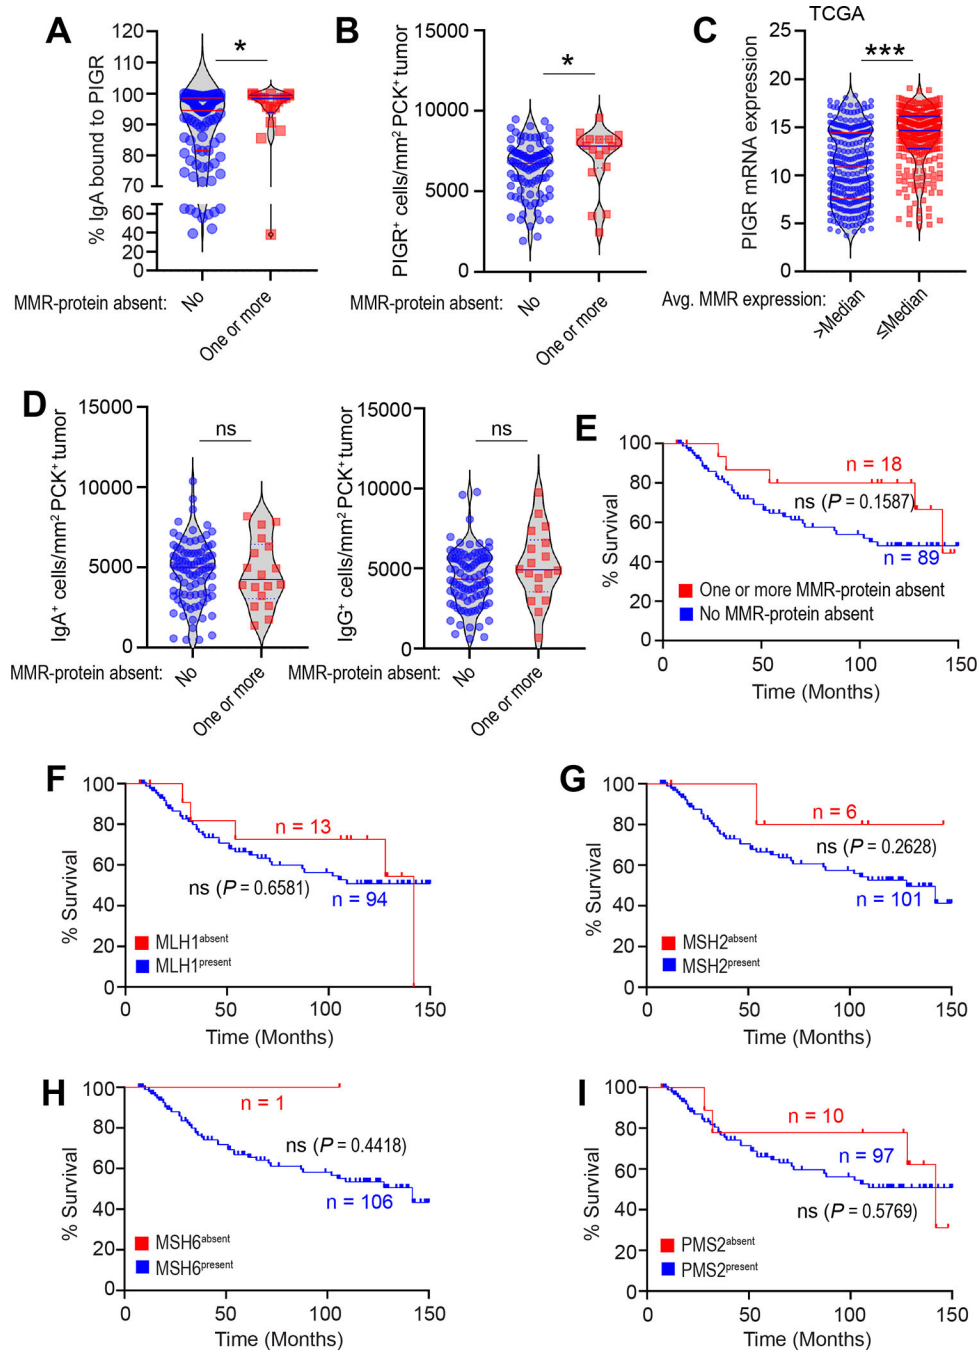 A
% IgA bound to PIGR
120
110
100
90
80
70
60
40
20
0
*
MMR-protein absent:
No
One or more
B
PIGR⁺ cells/mm² PCK⁺tumor
15000
10000
5000
0
*
MMR-protein absent:
No
One or more
C
TCGA
PIGR mRNA expression
25
20
15
10
5
0
***
Avg. MMR expression:
>Median
≤Median
D
IgA⁺ cells/mm² PCK⁺tumor
15000
10000
5000
0
ns
MMR-protein absent:
No
One or more
IgG⁺ cells/mm² PCK⁺tumor
15000
10000
5000
0
ns
MMR-protein absent:
No
One or more
E
% Survival
100
80
60
40
20
0
n = 18
ns (P = 0.1587)
n = 89
One or more MMR-protein absent
No MMR-protein absent
0 50 100 150
Time (Months)
F
% Survival
100
80
60
40
20
0
n = 13
ns (P = 0.6581)
n = 94
MLH1absent
MLH1present
0 50 100 150
Time (Months)
G
% Survival
100
80
60
40
20
0
n = 6
ns (P = 0.2628)
n = 101
MSH2absent
MSH2present
0 50 100 150
Time (Months)
H
% Survival
100
80
60
40
20
0
n = 1
ns (P = 0.4418)
n = 106
MSH6absent
MSH6present
0 50 100 150
Time (Months)
I
% Survival
100
80
60
40
20
0
n = 10
n = 97
ns (P = 0.5769)
PMS2absent
PMS2present
0 50 100 150
Time (Months)